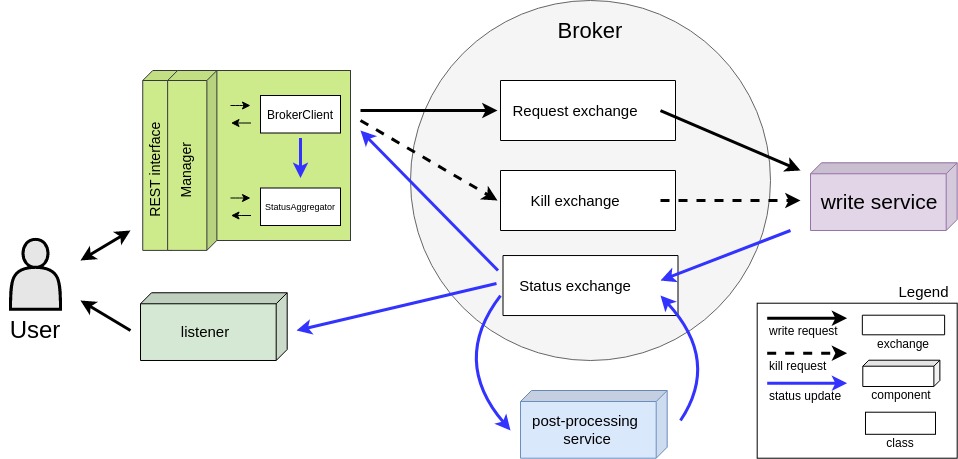 Broker
REST interface
Manager
BrokerClient
StatusAggregator
Request exchange
Kill exchange
Status exchange
write service
User
listener
post-processing
service
Legend
write request
exchange
kill request
status update
component
class